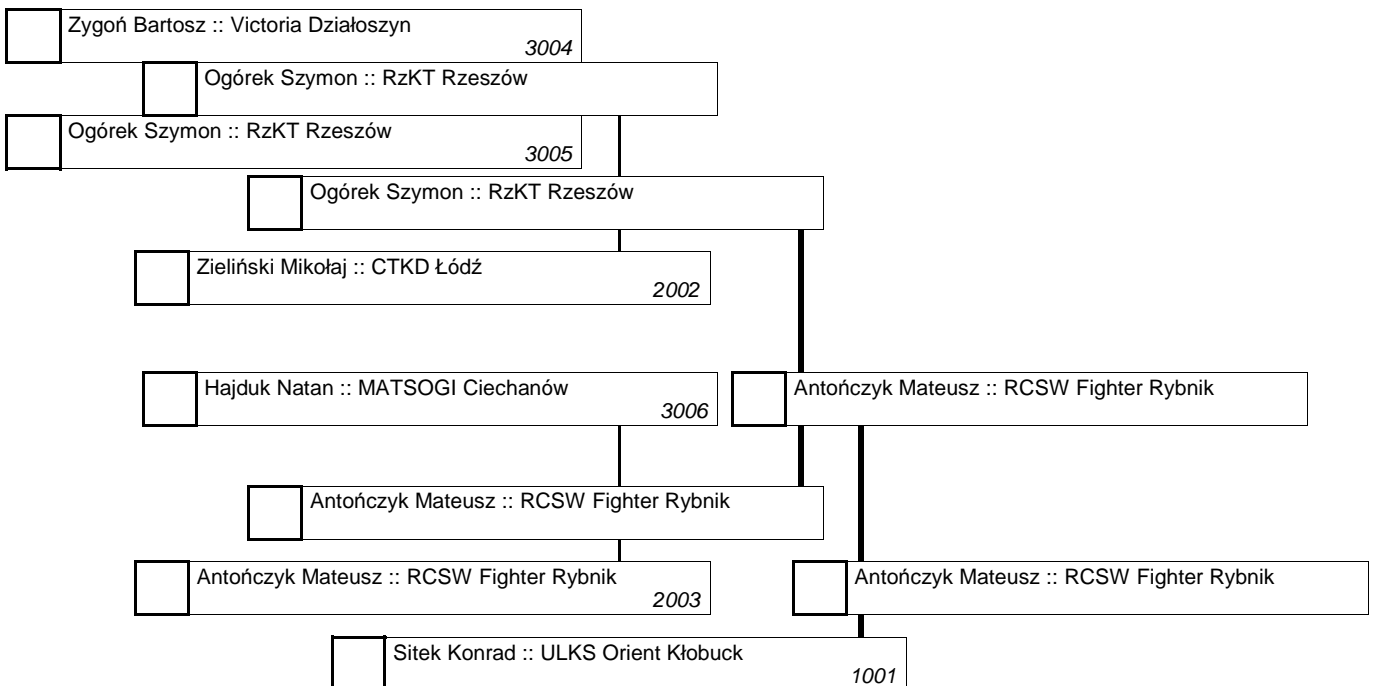 Zygoń Bartosz :: Victoria Działoszyn
3004
Ogórek Szymon :: RzKT Rzeszów
Ogórek Szymon :: RzKT Rzeszów
3005
Ogórek Szymon :: RzKT Rzeszów
Zieliński Mikołaj :: CTKD Łódź
2002
Hajduk Natan :: MATSOGI Ciechanów
3006
Antończyk Mateusz :: RCSW Fighter Rybnik
Antończyk Mateusz :: RCSW Fighter Rybnik
Antończyk Mateusz :: RCSW Fighter Rybnik
2003
Antończyk Mateusz :: RCSW Fighter Rybnik
Sitek Konrad :: ULKS Orient Kłobuck
1001